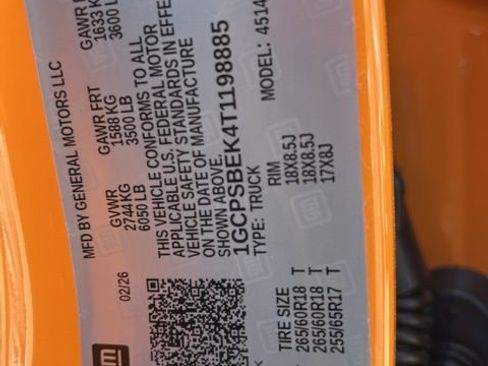 MFD BY GENERAL MOTORS LLC
02/26
GVWR
2744 KG
6050 LB
GAWR FRT
1588 KG
3500 LB
GAWR
1633
3600 LB
THIS VEHICLE CONFORMS TO ALL
APPLICABLE U.S. FEDERAL MOTOR
VEHICLE SAFETY STANDARDS IN EFFE
ON THE DATE OF MANUFACTURE
SHOWN ABOVE.
1GCPSBEK4T1198885
TYPE: TRUCK
MODEL: 4514
gm
TIRE SIZE
RIM
265/60R18 T
18X8.5J
265/60R18 T
18X8.5J
255/65R17 T
17X8J